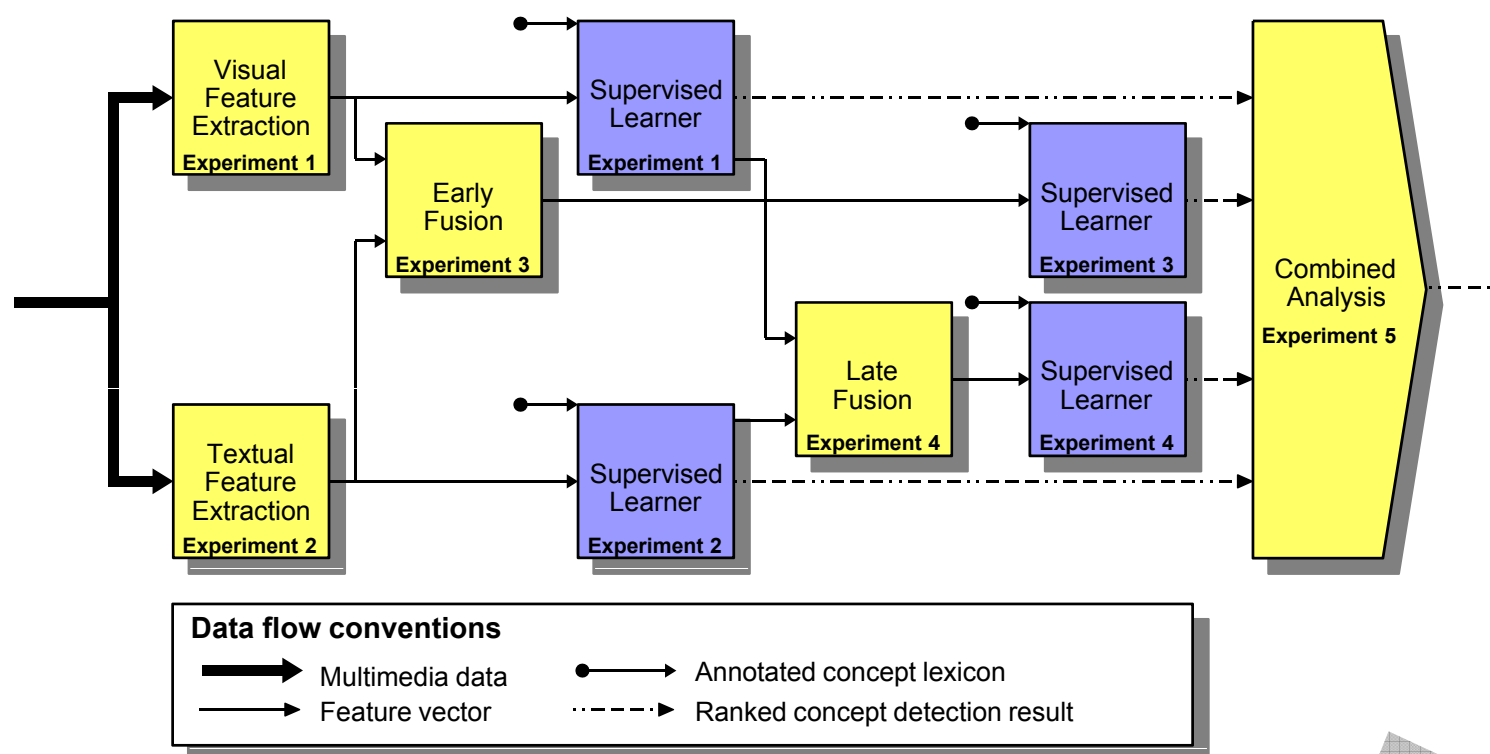 Visual
Feature
Extraction
Experiment 1
Supervised
Learner
Experiment 1
Early
Fusion
Experiment 3
Supervised
Learner
Experiment 3
Combined
Analysis
Experiment 5
Late
Fusion
Experiment 4
Supervised
Learner
Experiment 4
Textual
Feature
Extraction
Experiment 2
Supervised
Learner
Experiment 2
Data flow conventions
Multimedia data
Annotated concept lexicon
Feature vector
Ranked concept detection result